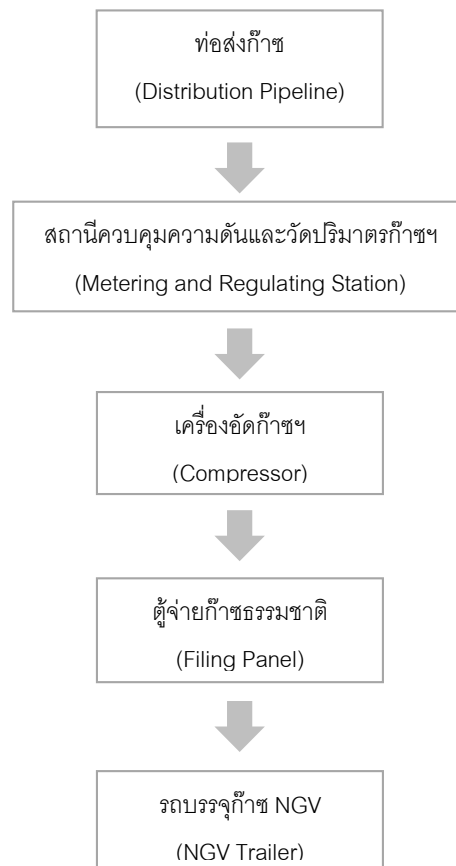 ท่อส่งก๊าซ
(Distribution Pipeline)
สถานีควบคุมความดันและวัดปริมาตรก๊าซฯ
(Metering and Regulating Station)
เครื่องอัดก๊าซฯ
(Compressor)
ตู้จ่ายก๊าซธรรมชาติ
(Filing Panel)
รถบรรจุก๊าซ NGV
(NGV Trailer)